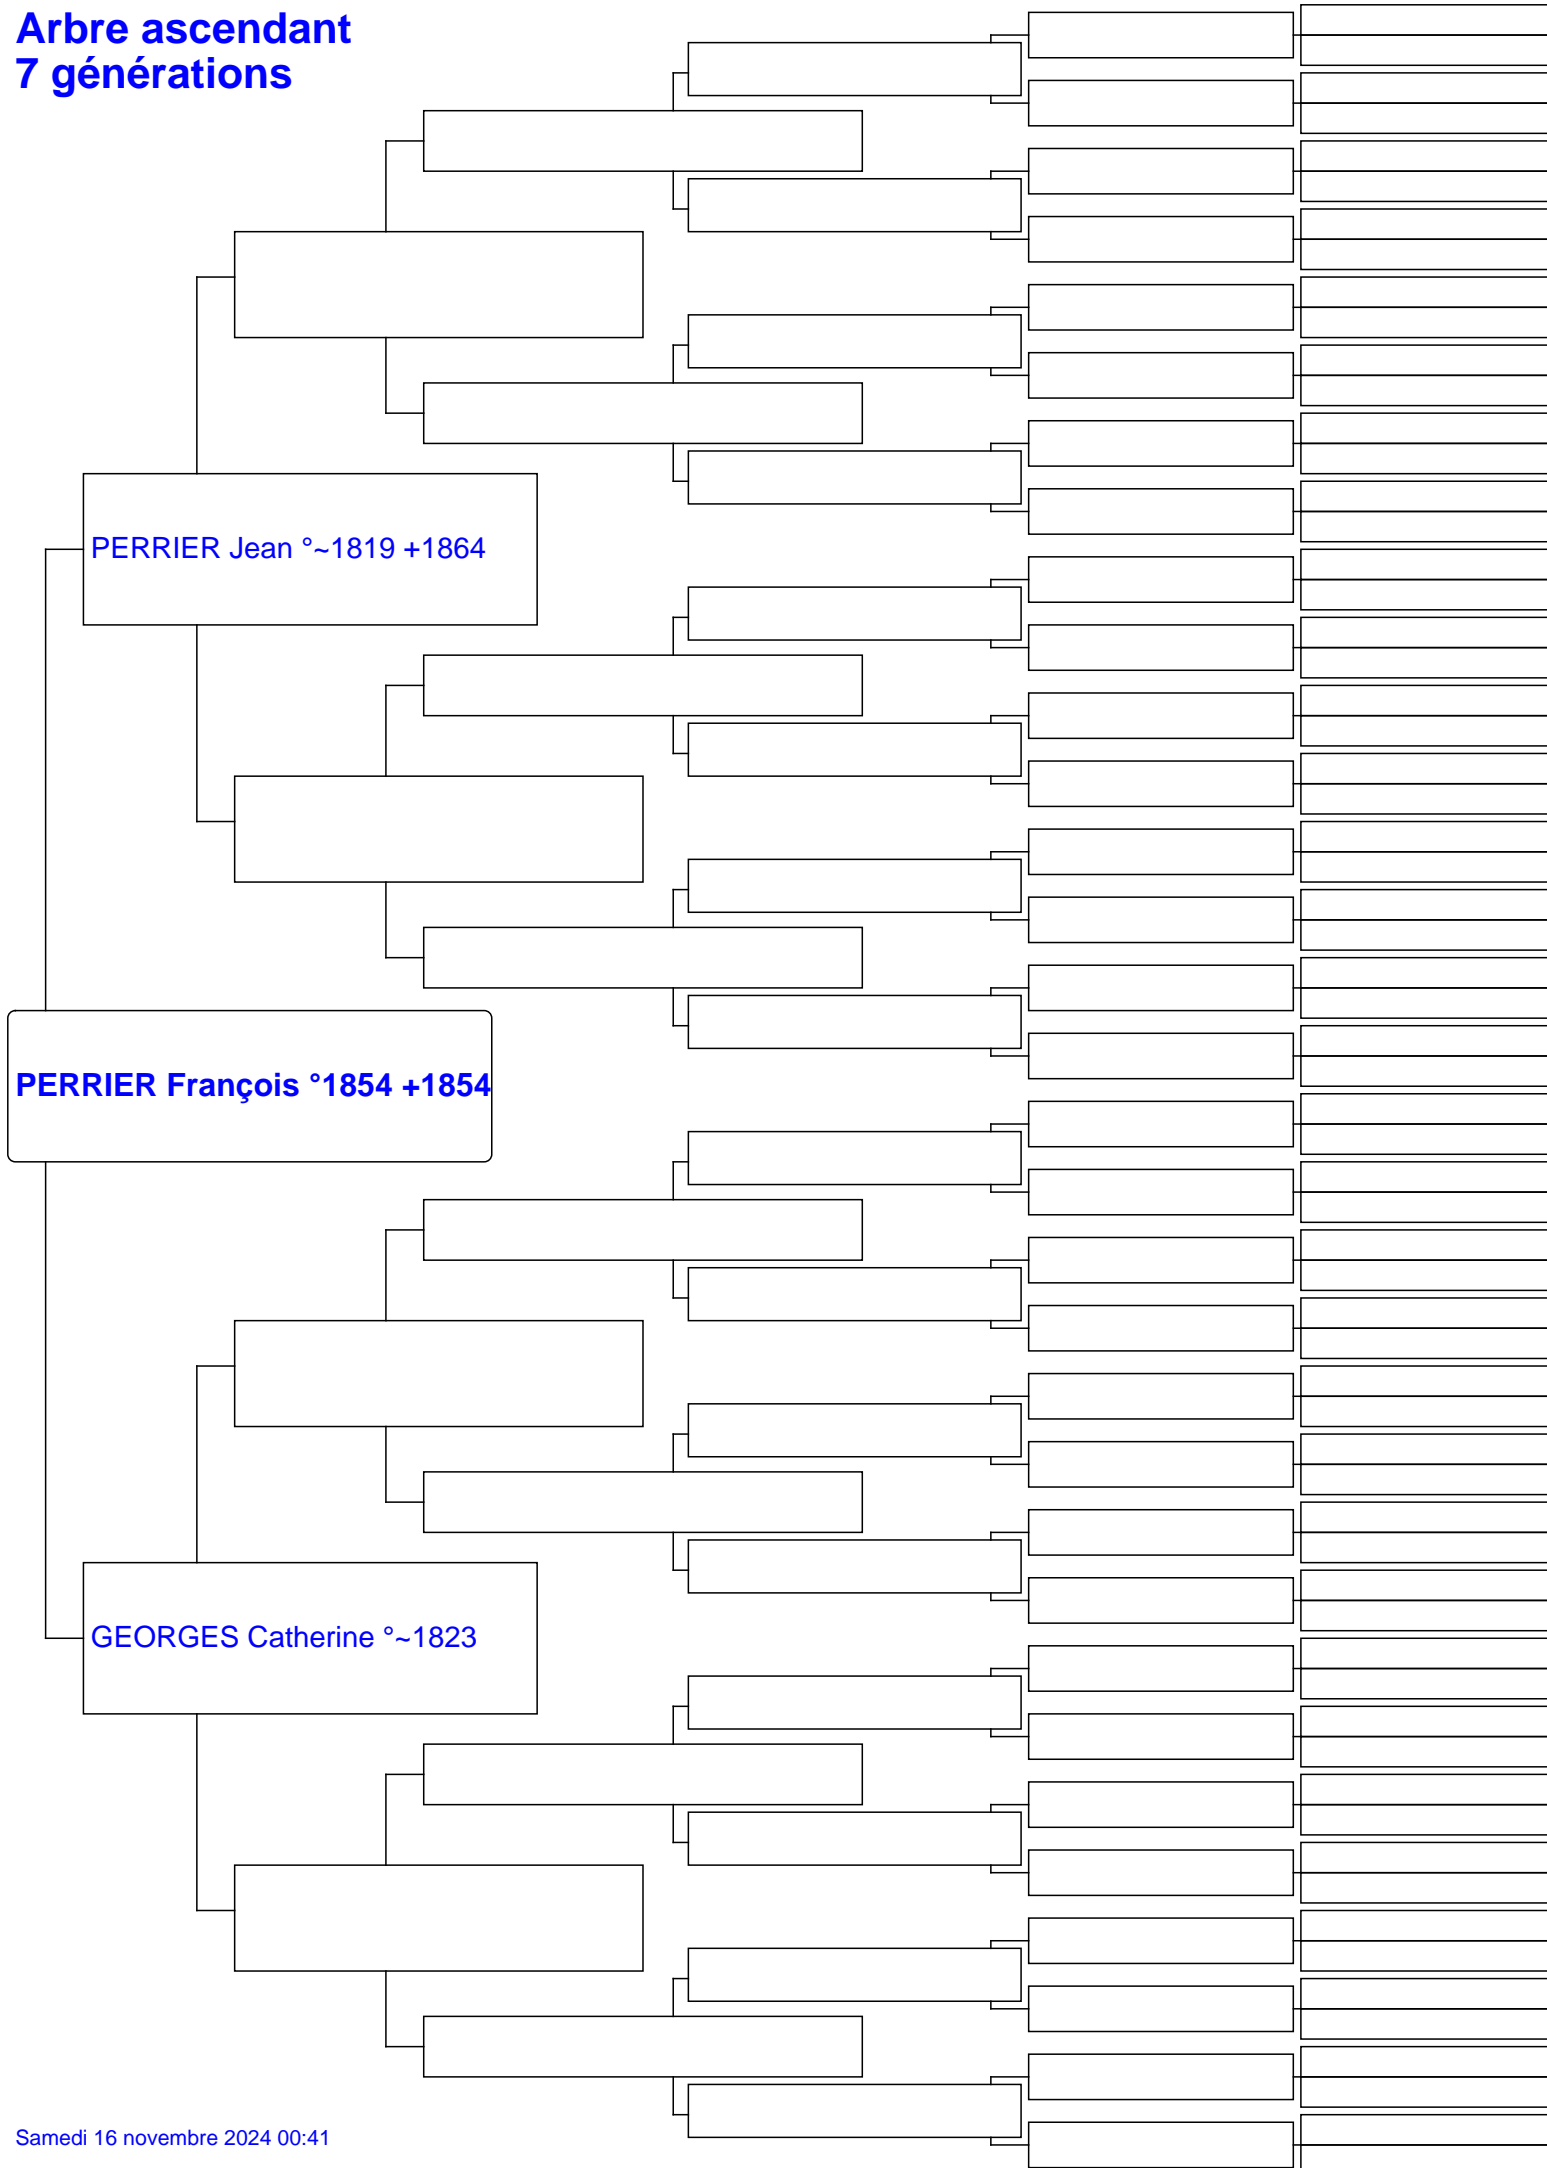 Arbre ascendant
7 générations
PERRIER Jean °~1819 +1864
PERRIER François °1854 +1854
GEORGES Catherine °~1823
Samedi 16 novembre 2024 00:41